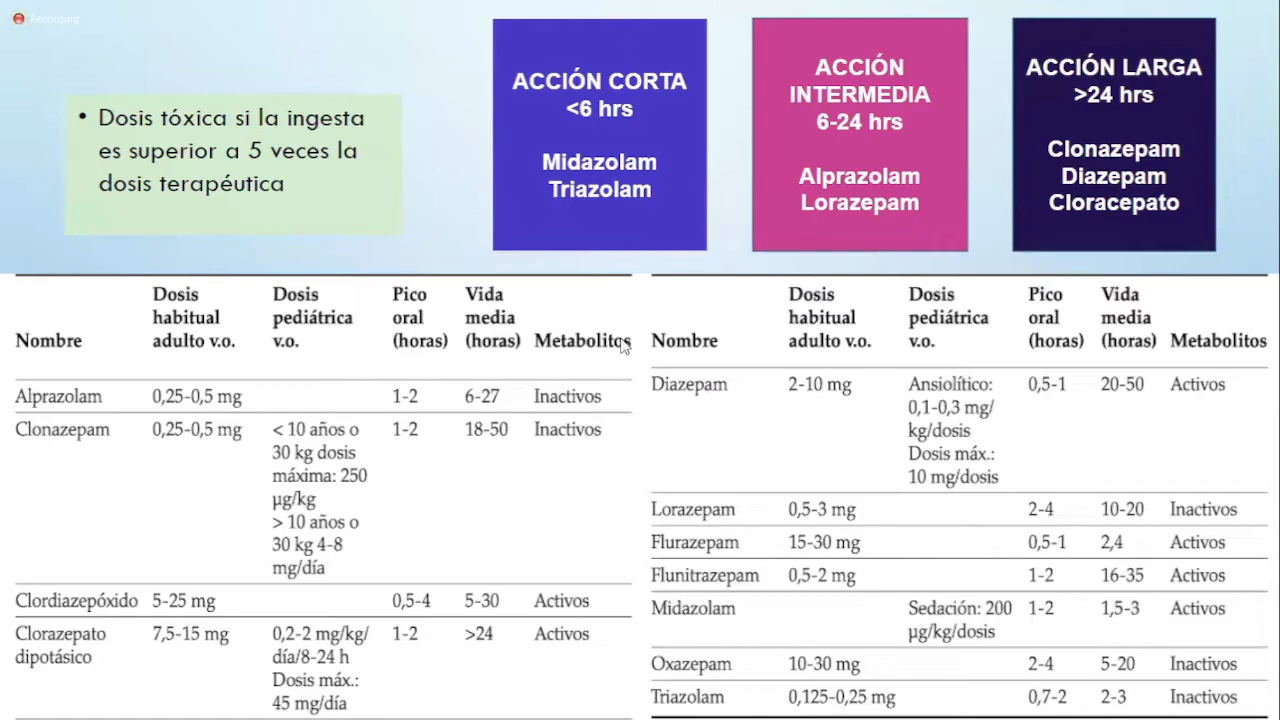 Recording
• Dosis tóxica si la ingesta
es superior a 5 veces la
dosis terapéutica
ACCIÓN CORTA
<6 hrs
Midazolam
Triazolam
ACCIÓN
INTERMEDIA
6-24 hrs
Alprazolam
Lorazepam
ACCIÓN LARGA
>24 hrs
Clonazepam
Diazepam
Cloracepato
Nombre Dosis habitual adulto v.o. Dosis pediátrica v.o. Pico oral (horas) Vida media (horas) Metabolitos
Alprazolam 0,25-0,5 mg 1-2 6-27 Inactivos
Clonazepam 0,25-0,5 mg < 10 años o 1-2 18-50 Inactivos
30 kg dosis
máxima: 250
µg/kg
> 10 años o
30 kg 4-8
mg/día
Clordiazepóxido 5-25 mg 0,5-4 5-30 Activos
Clorazepato 7,5-15 mg 0,2-2 mg/kg/ 1-2 >24 Activos
dipotásico día/8-24 h
Dosis máx.:
45 mg/día
Nombre Dosis habitual adulto v.o. Dosis pediátrica v.o. Pico oral (horas) Vida media (horas) Metabolitos
Diazepam 2-10 mg Ansiolítico: 0,5-1 20-50 Activos
0,1-0,3 mg/
kg/dosis
Dosis máx.:
10 mg/dosis
Lorazepam 0,5-3 mg 2-4 10-20 Inactivos
Flurazepam 15-30 mg 0,5-1 2,4 Activos
Flunitrazepam 0,5-2 mg 1-2 16-35 Activos
Midazolam Sedación: 200 1-2 1,5-3 Activos
µg/kg/dosis
Oxazepam 10-30 mg 2-4 5-20 Inactivos
Triazolam 0,125-0,25 mg 0,7-2 2-3 Inactivos